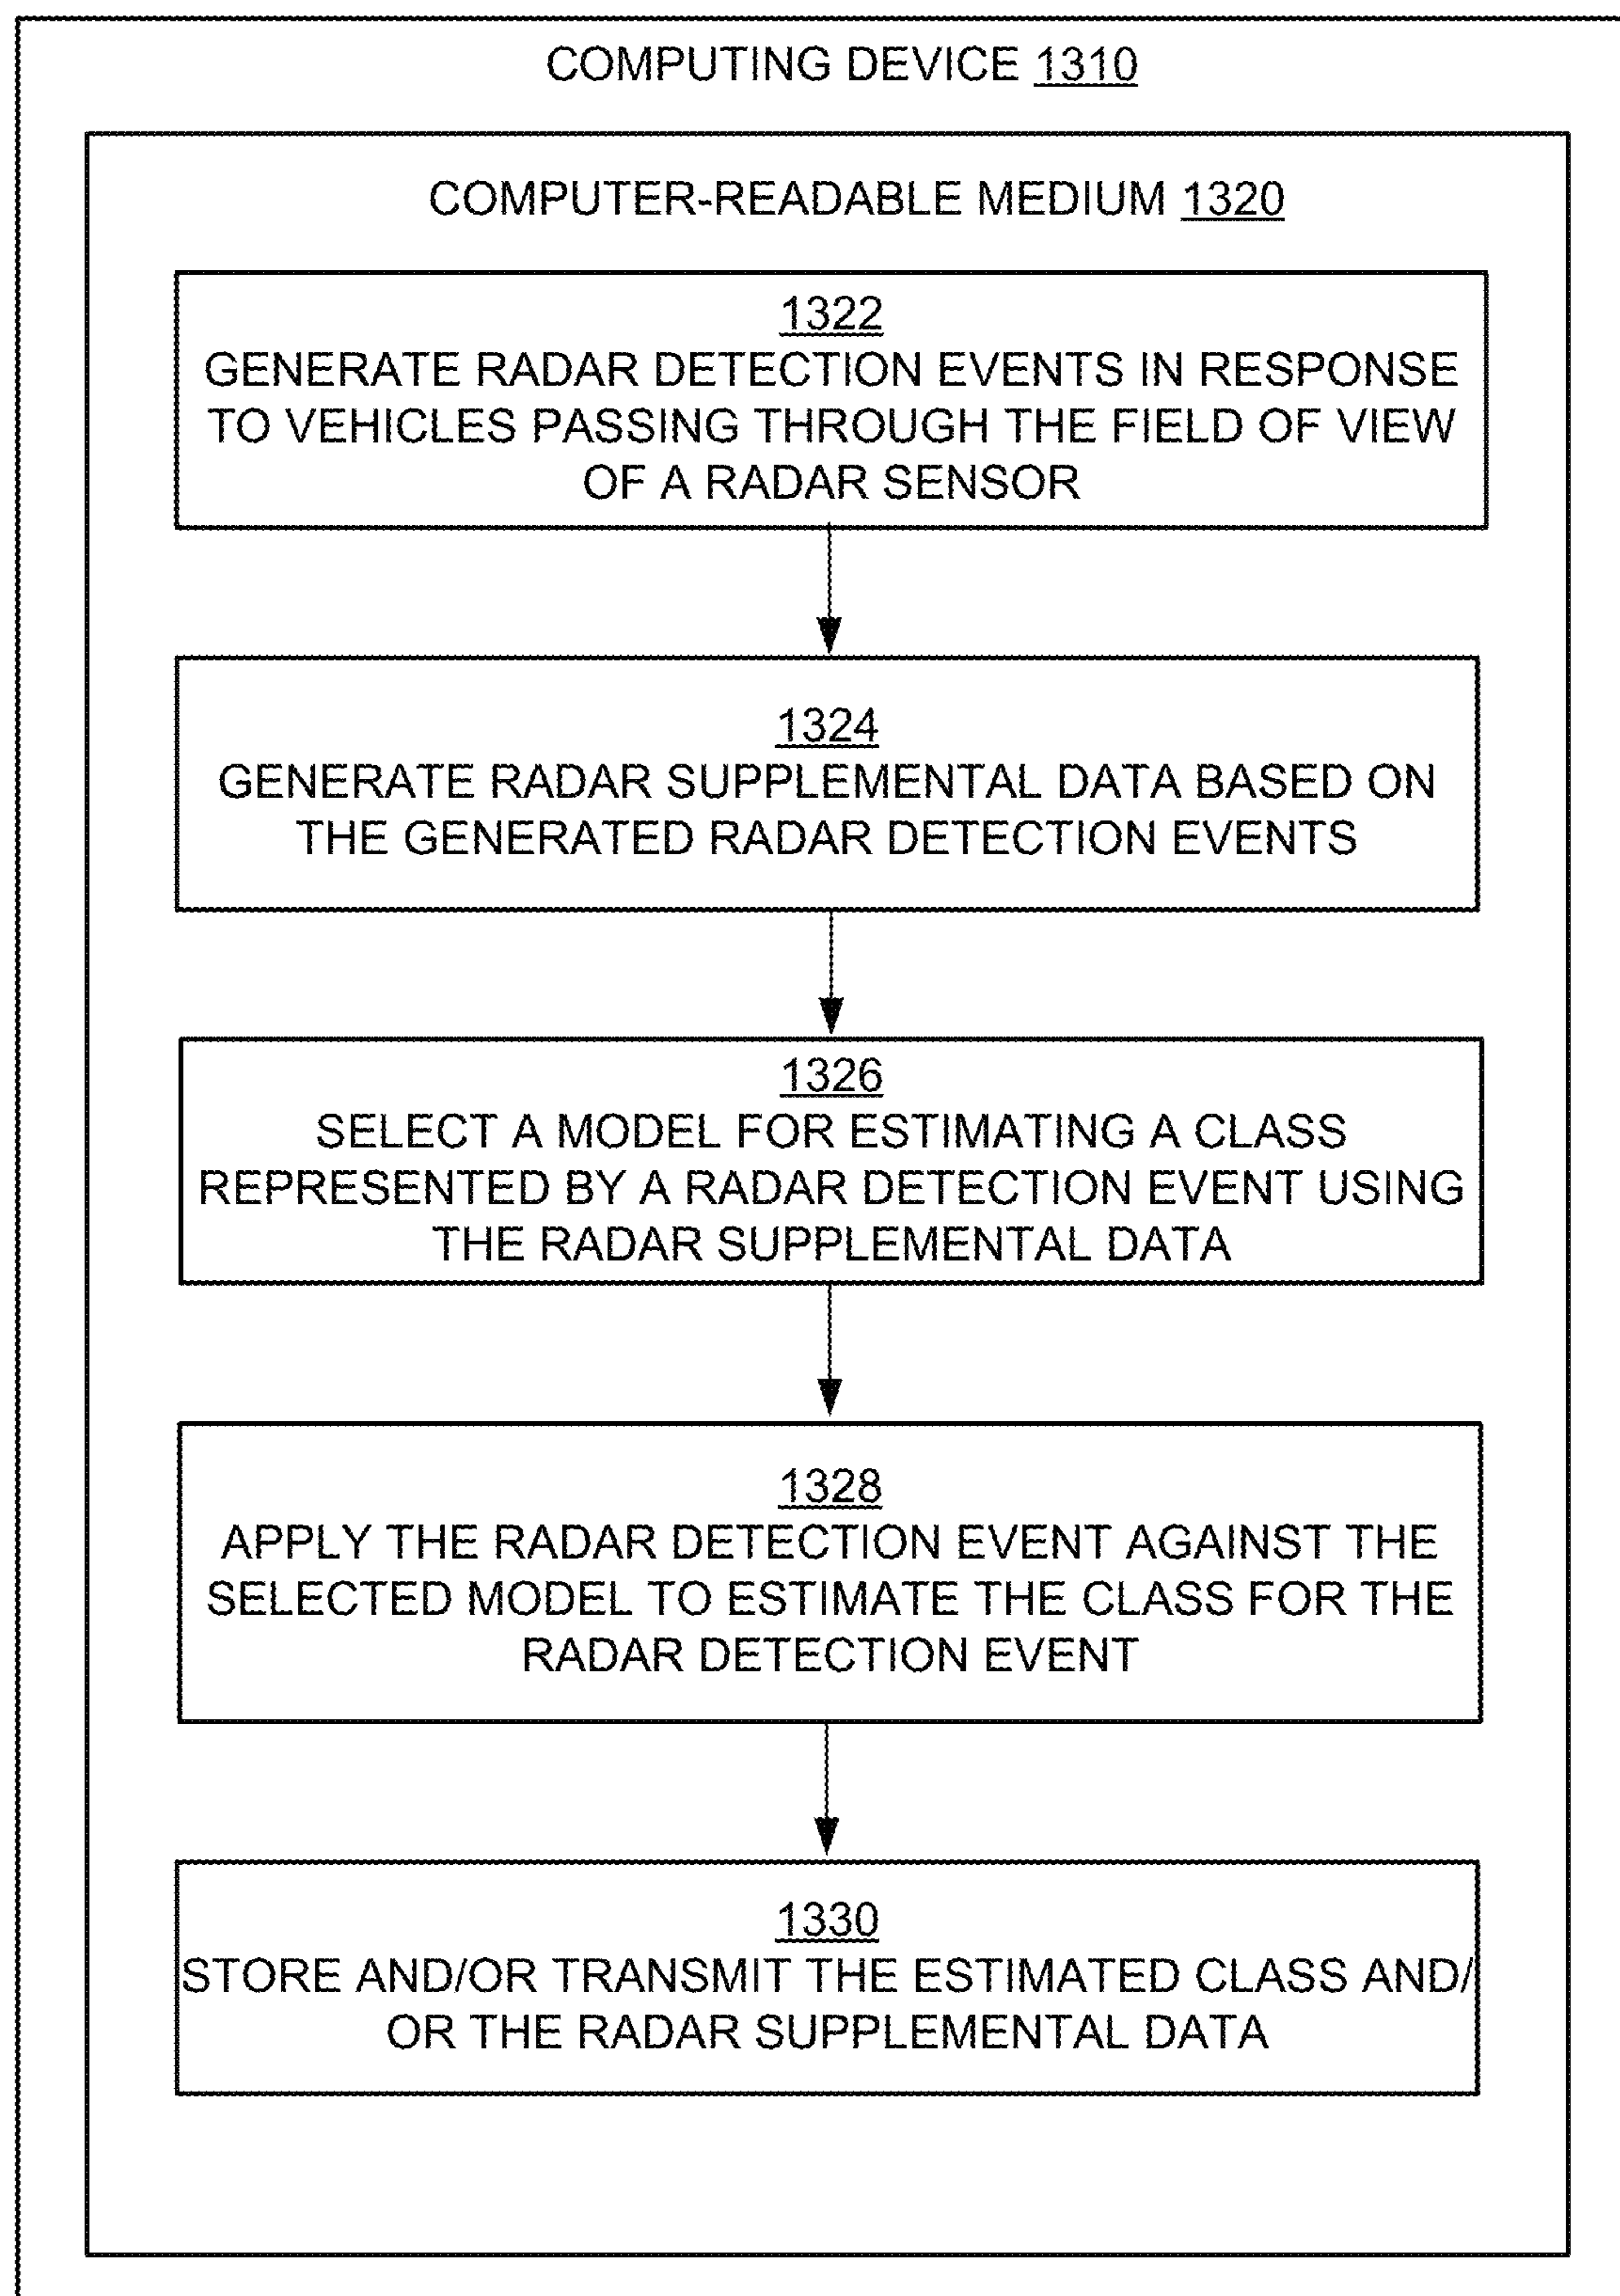 COMPUTING DEVICE 1310
COMPUTER-READABLE MEDIUM 1320
1322
GENERATE RADAR DETECTION EVENTS IN RESPONSE
TO VEHICLES PASSING THROUGH THE FIELD OF VIEW
OF A RADAR SENSOR
1324
GENERATE RADAR SUPPLEMENTAL DATA BASED ON
THE GENERATED RADAR DETECTION EVENTS
1326
SELECT A MODEL FOR ESTIMATING A CLASS
REPRESENTED BY A RADAR DETECTION EVENT USING
THE RADAR SUPPLEMENTAL DATA
1328
APPLY THE RADAR DETECTION EVENT AGAINST THE
SELECTED MODEL TO ESTIMATE THE CLASS FOR THE
RADAR DETECTION EVENT
1330
STORE AND/OR TRANSMIT THE ESTIMATED CLASS AND/
OR THE RADAR SUPPLEMENTAL DATA